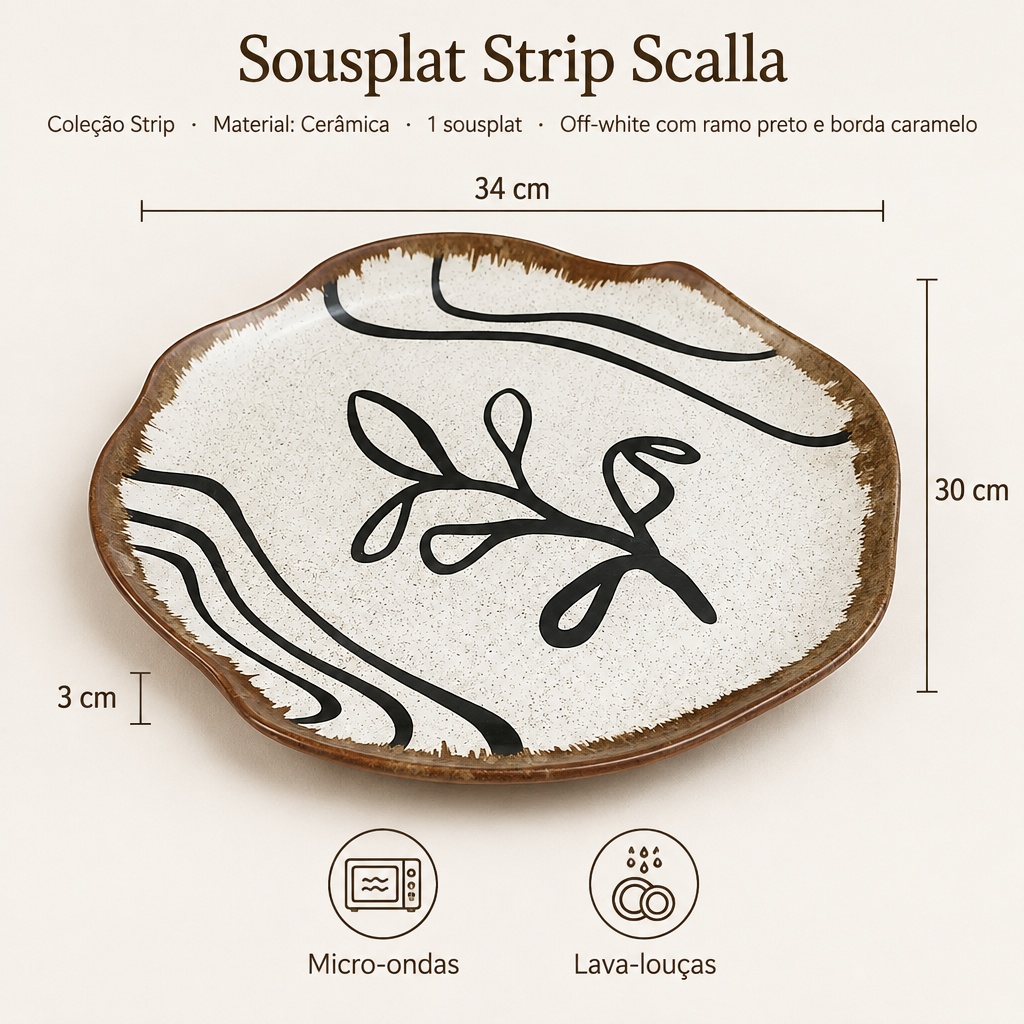 Sousplat Strip Scalla
Coleção Strip · Material: Cerâmica · 1 sousplat · Off-white com ramo preto e borda caramelo
34 cm
30 cm
3 cm
Micro-ondas
Lava-louças